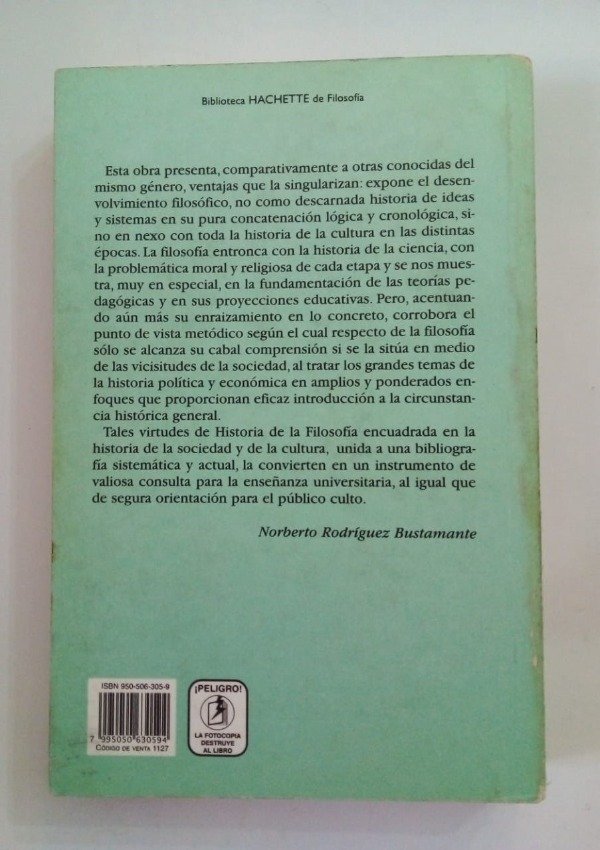 Biblioteca HACHETTE de Filosofía
Esta obra presenta, comparativamente a otras conocidas del
mismo género, ventajas que la singularizan: expone el desen-
volvimiento filosófico, no como descarnada historia de ideas
y sistemas en su pura concatenación lógica y cronológica, si-
no en nexo con toda la historia de la cultura en las distintas
épocas. La filosofía entronca con la historia de la ciencia, con
la problemática moral y religiosa de cada etapa y se nos mues-
tra, muy en especial, en la fundamentación de las teorías pe-
dagógicas y en sus proyecciones educativas. Pero, acentuan-
do aún más su enraizamiento en lo concreto, corrobora el
punto de vista metódico según el cual respecto de la filosofía
sólo se alcanza su cabal comprensión si se la sitúa en medio
de las vicisitudes de la sociedad, al tratar los grandes temas de
la historia política y económica en amplios y ponderados en-
foques que proporcionan eficaz introducción a la circunstan-
cia histórica general.
Tales virtudes de Historia de la Filosofía encuadrada en la
historia de la sociedad y de la cultura, unida a una bibliogra-
fía sistemática y actual, la convierten en un instrumento de
valiosa consulta para la enseñanza universitaria, al igual que
de segura orientación para el público culto.
Norberto Rodríguez Bustamante
ISBN 950-506-305-9
7 995050 630594
CÓDIGO DE VENTA 1127
¡PELIGRO!
LA FOTOCOPIA
DESTRUYE
AL LIBRO